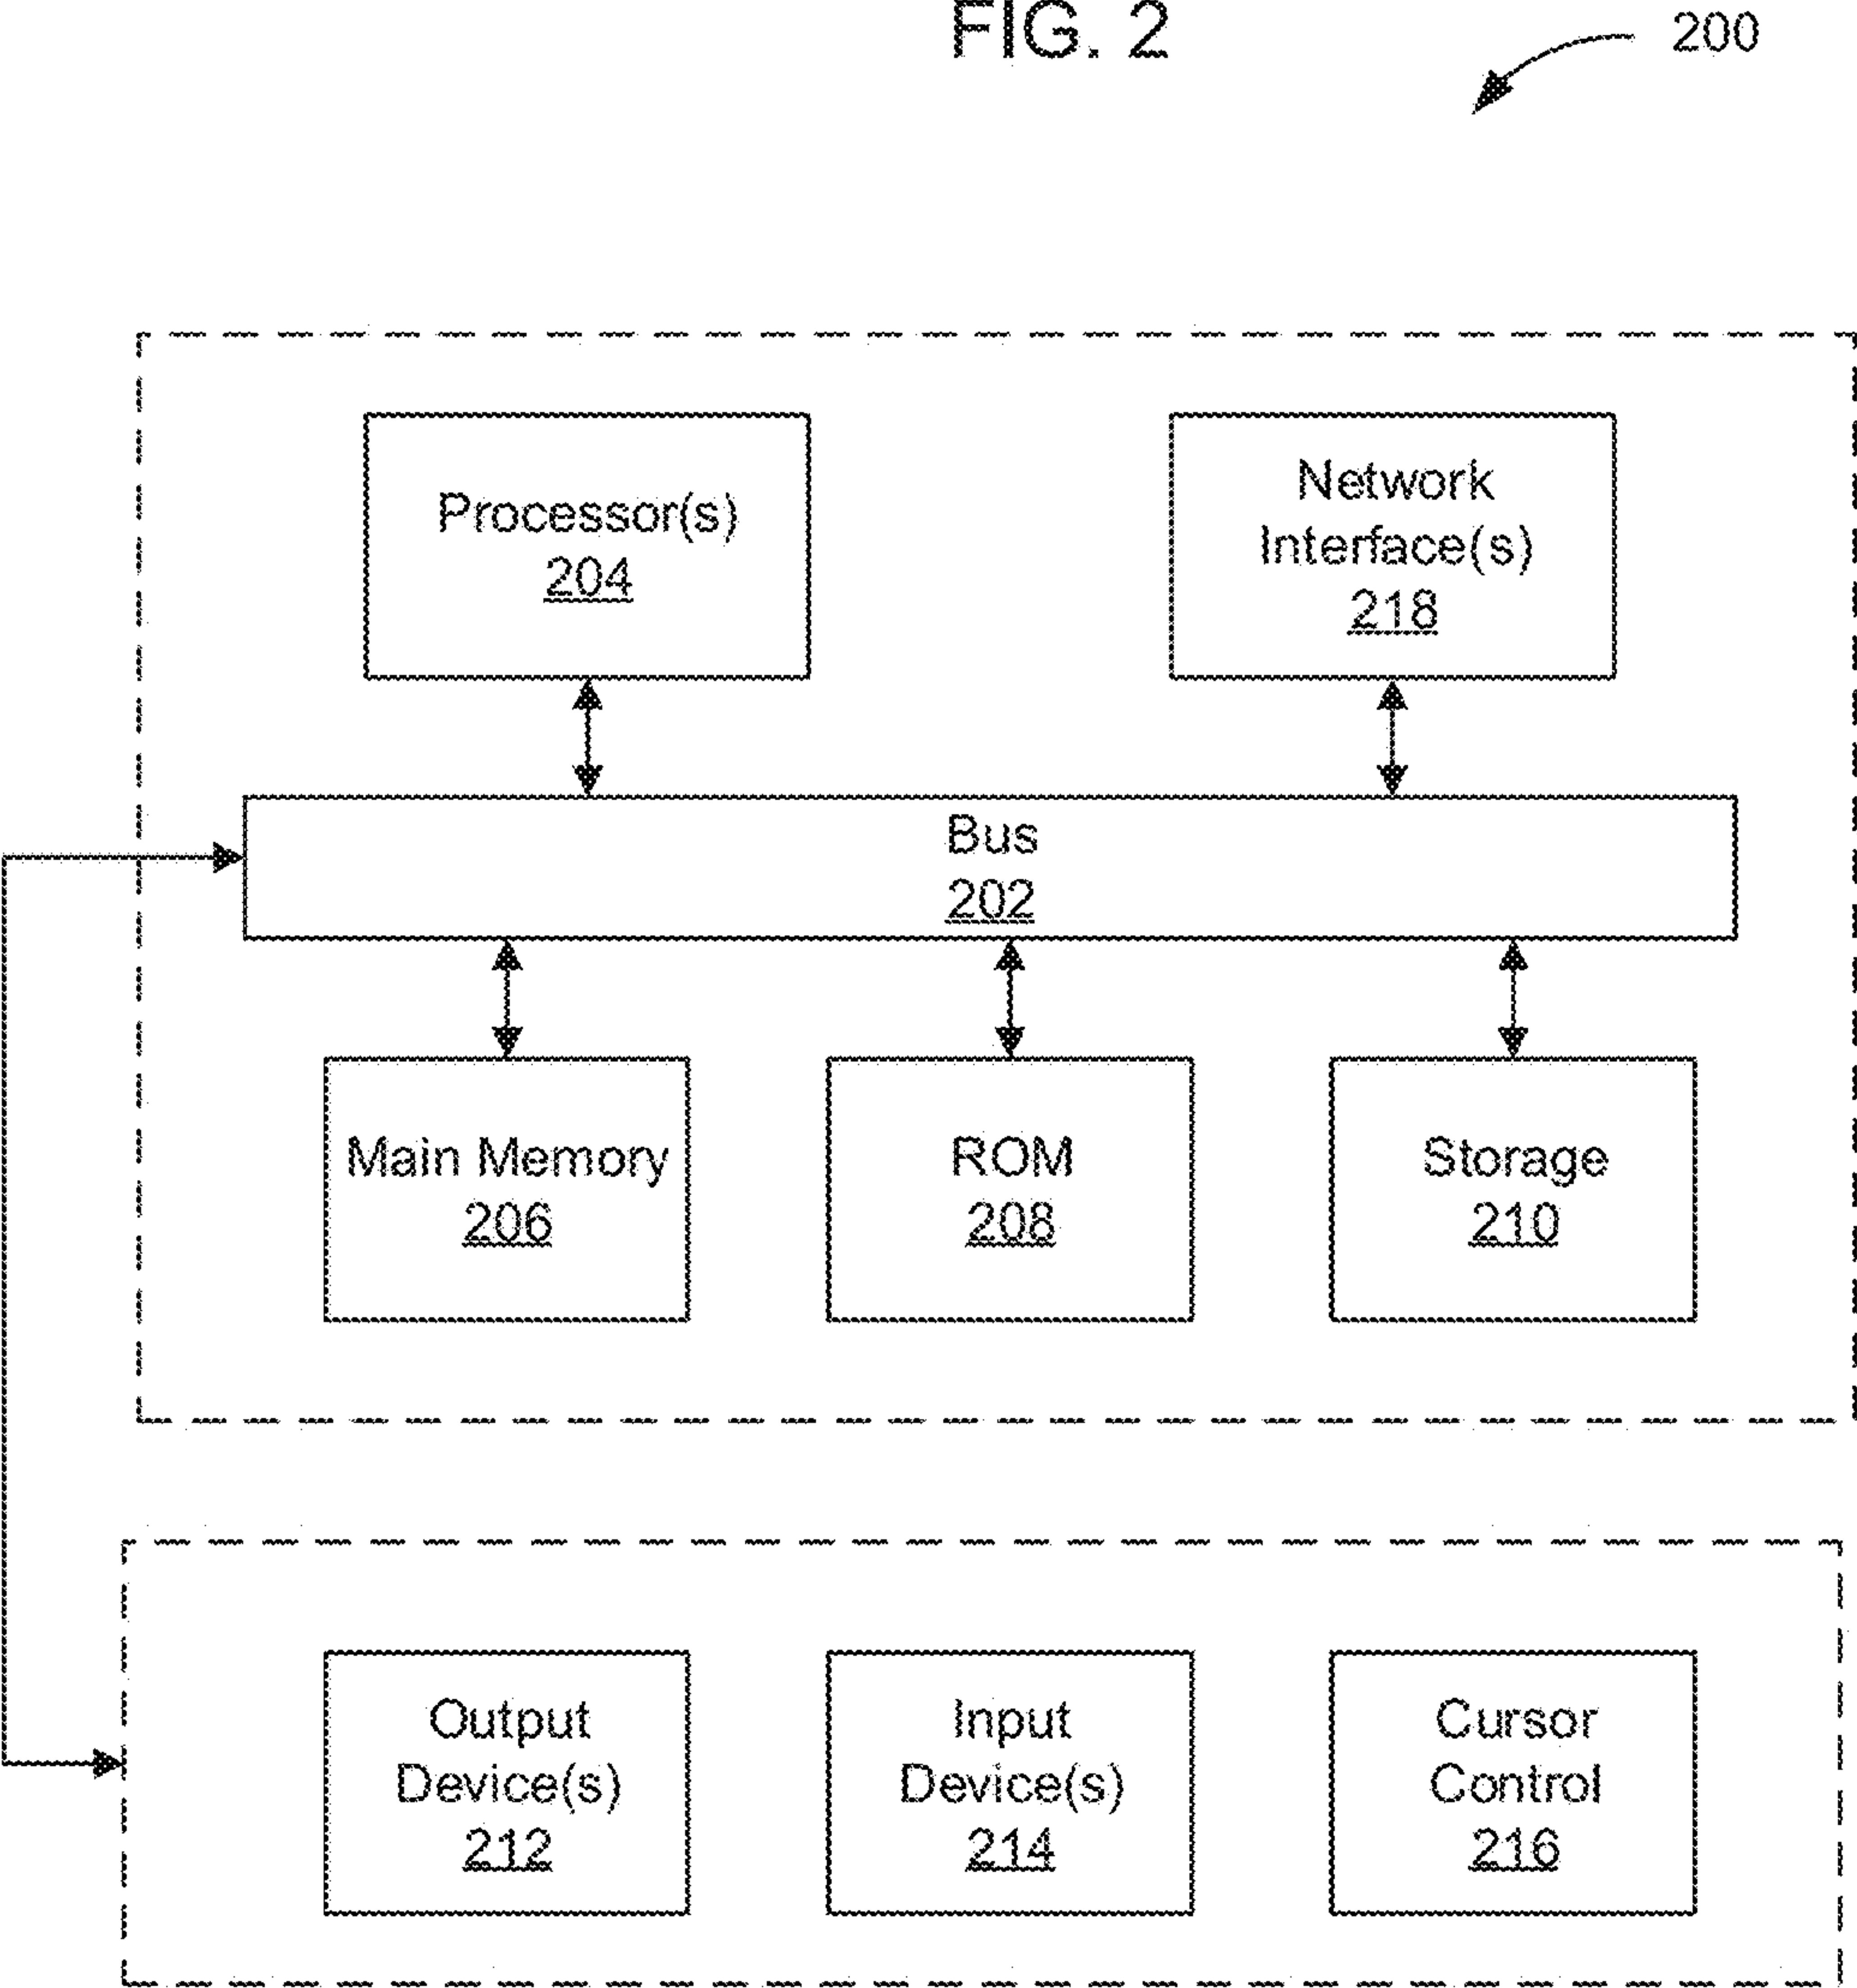 FIG. 2
200
Processor(s)
204
Network
Interface(s)
218
Bus
202
Main Memory
206
ROM
208
Storage
210
Output
Device(s)
212
Input
Device(s)
214
Cursor
Control
216